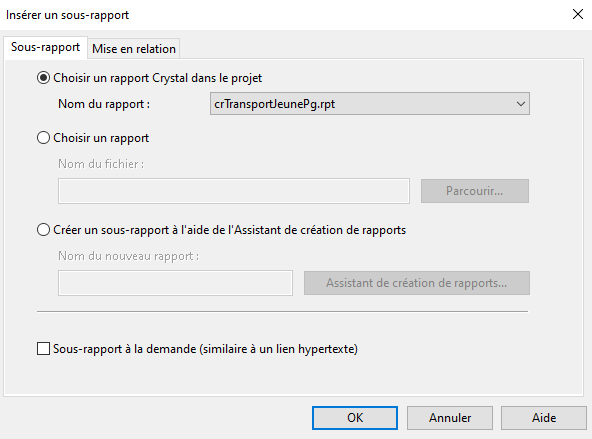 Insérer un sous-rapport
Sous-rapport
Mise en relation
Choisir un rapport Crystal dans le projet
Nom du rapport :
crTransportJeunePg.rpt
Choisir un rapport
Nom du fichier :
Parcourir...
Créer un sous-rapport à l'aide de l'Assistant de création de rapports
Nom du nouveau rapport :
Assistant de création de rapports...
Sous-rapport à la demande (similaire à un lien hypertexte)
OK
Annuler
Aide